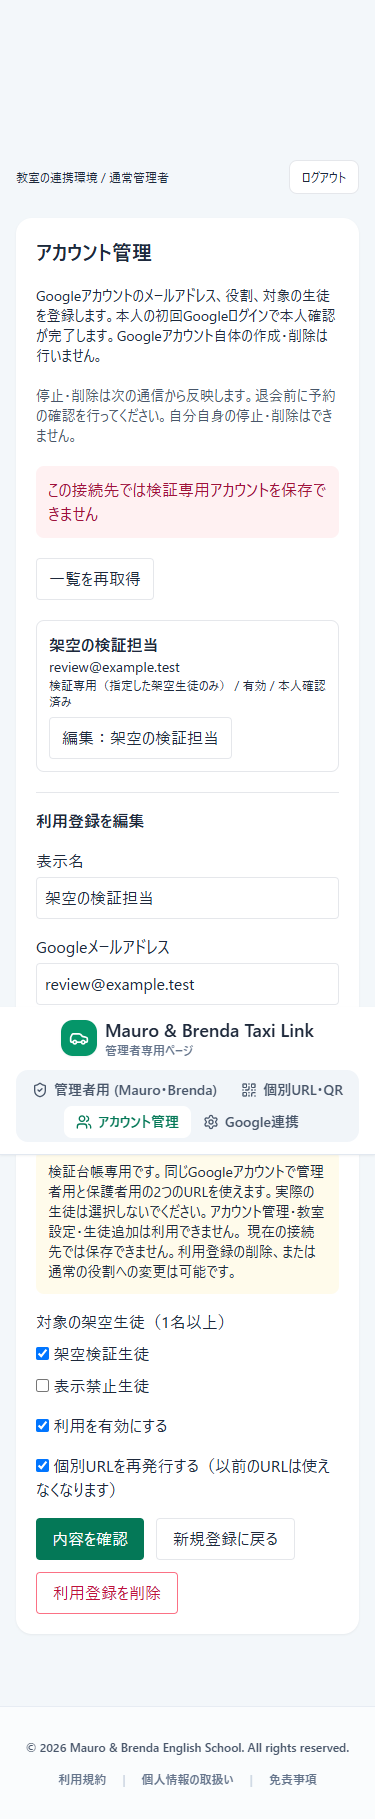 教室の連携環境 / 通常管理者
ログアウト
アカウント管理
Googleアカウントのメールアドレス、役割、対象の生徒
を登録します。本人の初回Googleログインで本人確認
が完了します。Googleアカウント自体の作成・削除は
行いません。
停止・削除は次の通信から反映します。退会前に予約
の確認を行ってください。自分自身の停止・削除はでき
ません。
この接続先では検証専用アカウントを保存で
きません
一覧を再取得
架空の検証担当
review@example.test
検証専用（指定した架空生徒のみ） / 有効 / 本人確認
済み
編集：架空の検証担当
利用登録を編集
表示名
架空の検証担当
Googleメールアドレス
review@example.test
Mauro & Brenda Taxi Link
管理者専用ページ
管理者用 (Mauro・Brenda)
個別URL・QR
アカウント管理
Google連携
検証台帳専用です。同じGoogleアカウントで管理
者用と保護者用の2つのURLを使えます。実際の
生徒は選択しないでください。アカウント管理・教室
設定・生徒追加は利用できません。 現在の接続
先では保存できません。利用登録の削除、または
通常の役割への変更は可能です。
対象の架空生徒（1名以上）
架空検証生徒
表示禁止生徒
利用を有効にする
個別URLを再発行する（以前のURLは使え
なくなります）
内容を確認
新規登録に戻る
利用登録を削除
© 2026 Mauro & Brenda English School. All rights reserved.
利用規約 | 個人情報の取扱い | 免責事項